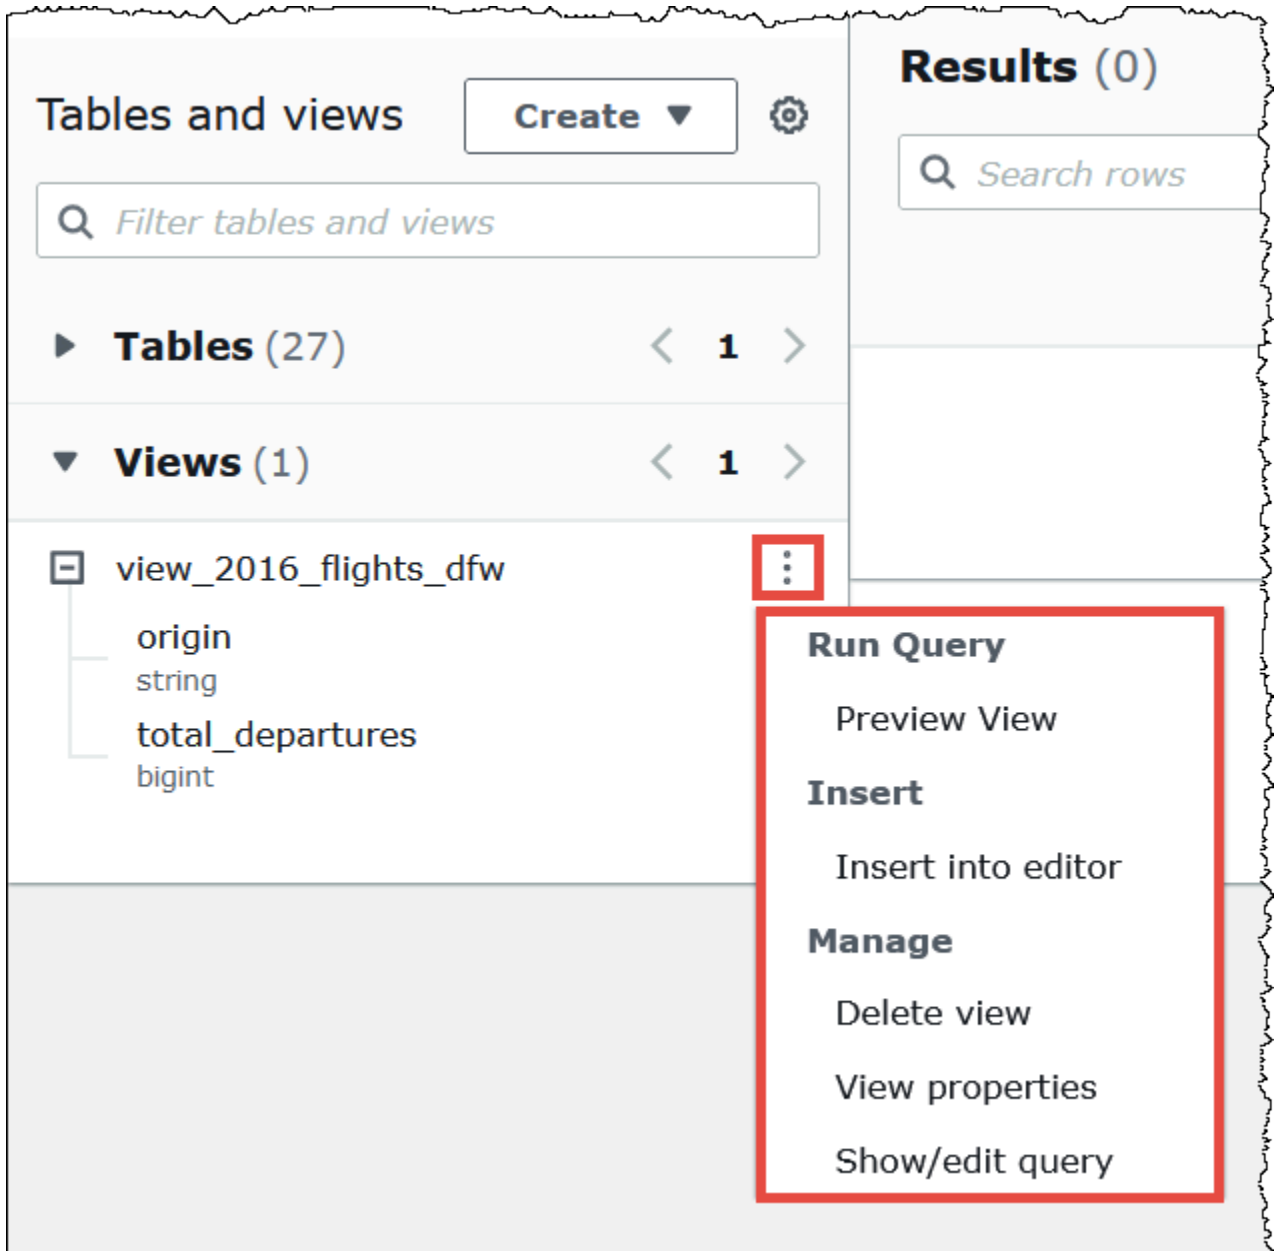 Tables and views
Create
Filter tables and views
Tables (27)
1
Views (1)
1
view_2016_flights_dfw
origin
string
total_departures
bigint
Results (0)
Search rows
Run Query
Preview View
Insert
Insert into editor
Manage
Delete view
View properties
Show/edit query